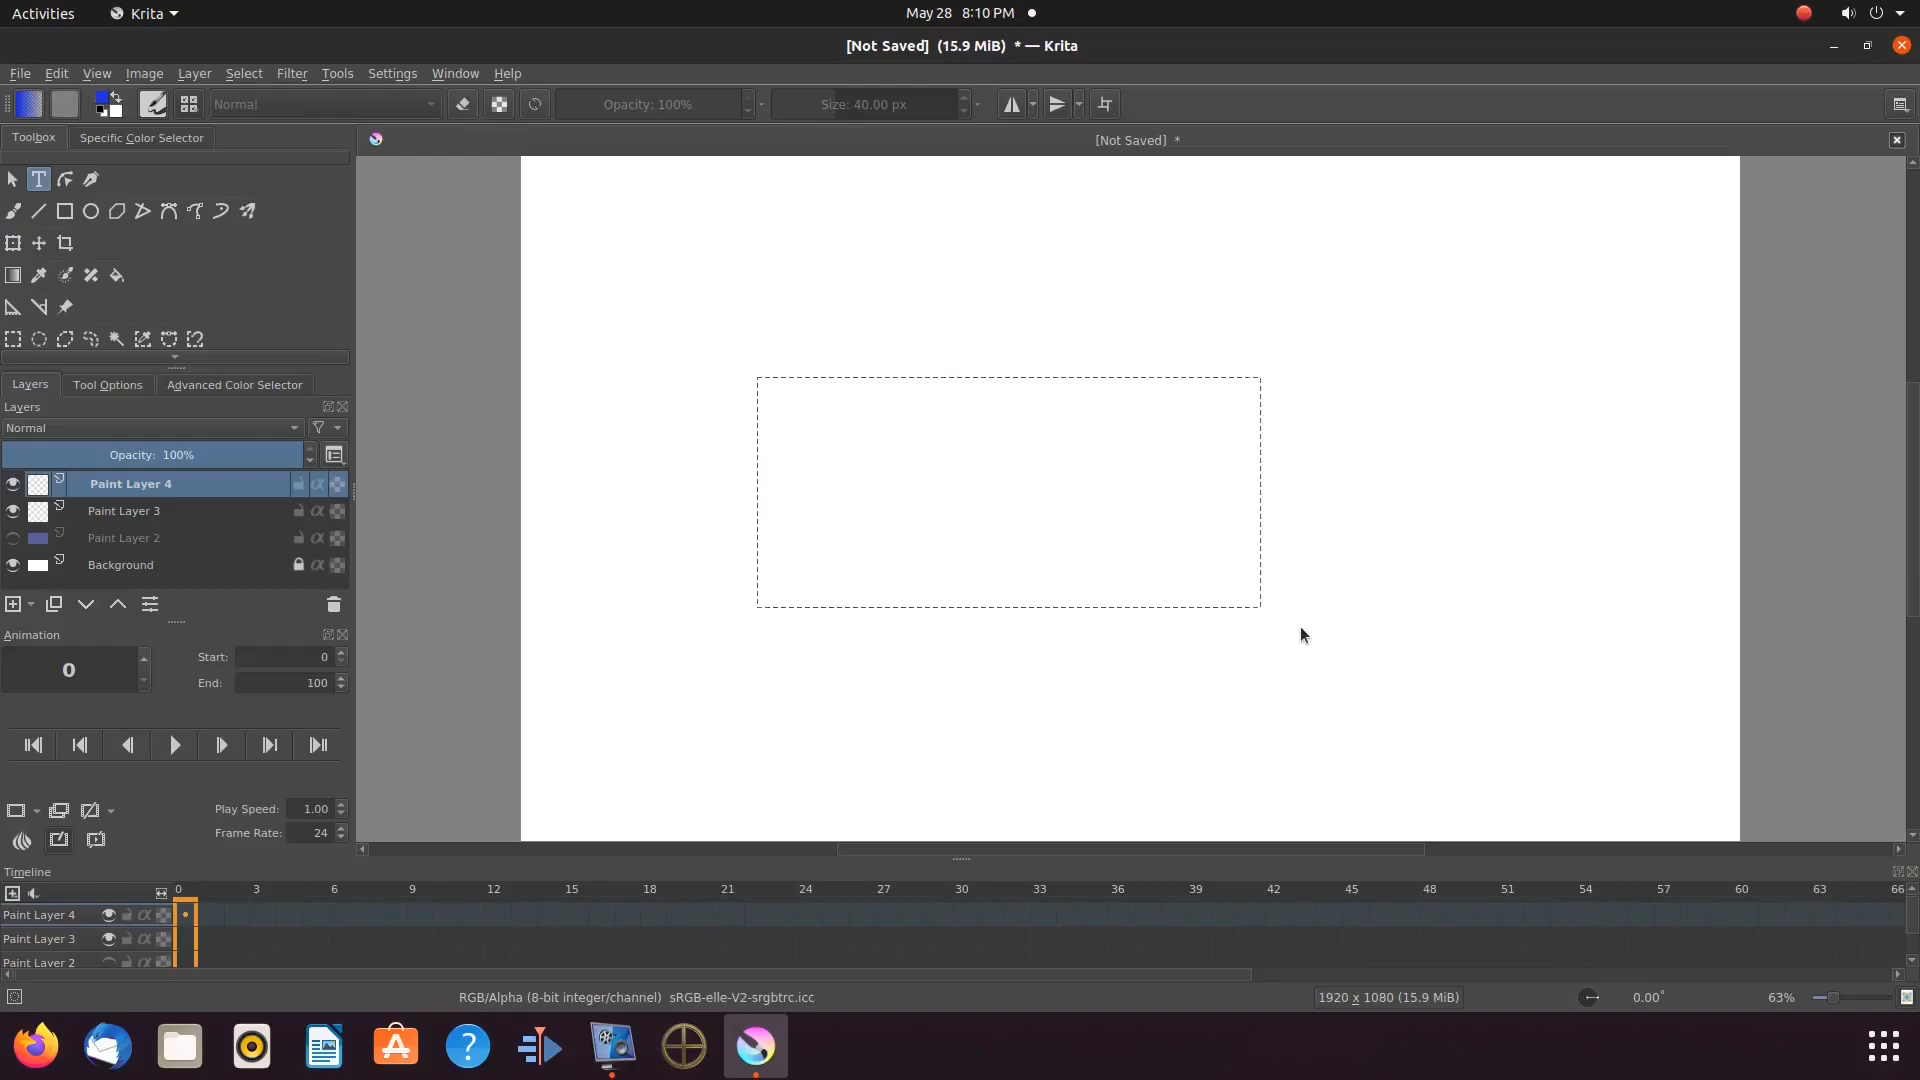 Activities Krita May 28 8:10 PM
[Not Saved] (15.9 MiB) * — Krita
File Edit View Image Layer Select Filter Tools Settings Window Help
Normal Opacity: 100% Size: 40.00 px
Toolbox Specific Color Selector
[Not Saved] *
Layers Tool Options Advanced Color Selector
Layers
Normal
Opacity: 100%
Paint Layer 4
Paint Layer 3
Paint Layer 2
Background
Animation
0
Start: 0
End: 100
Play Speed: 1.00
Frame Rate: 24
Timeline
0 3 6 9 12 15 18 21 24 27 30 33 36 39 42 45 48 51 54 57 60 63 66
Paint Layer 4
Paint Layer 3
Paint Layer 2
RGB/Alpha (8-bit integer/channel) sRGB-elle-V2-srgbtrc.icc 1920 x 1080 (15.9 MiB) 0.00° 63%